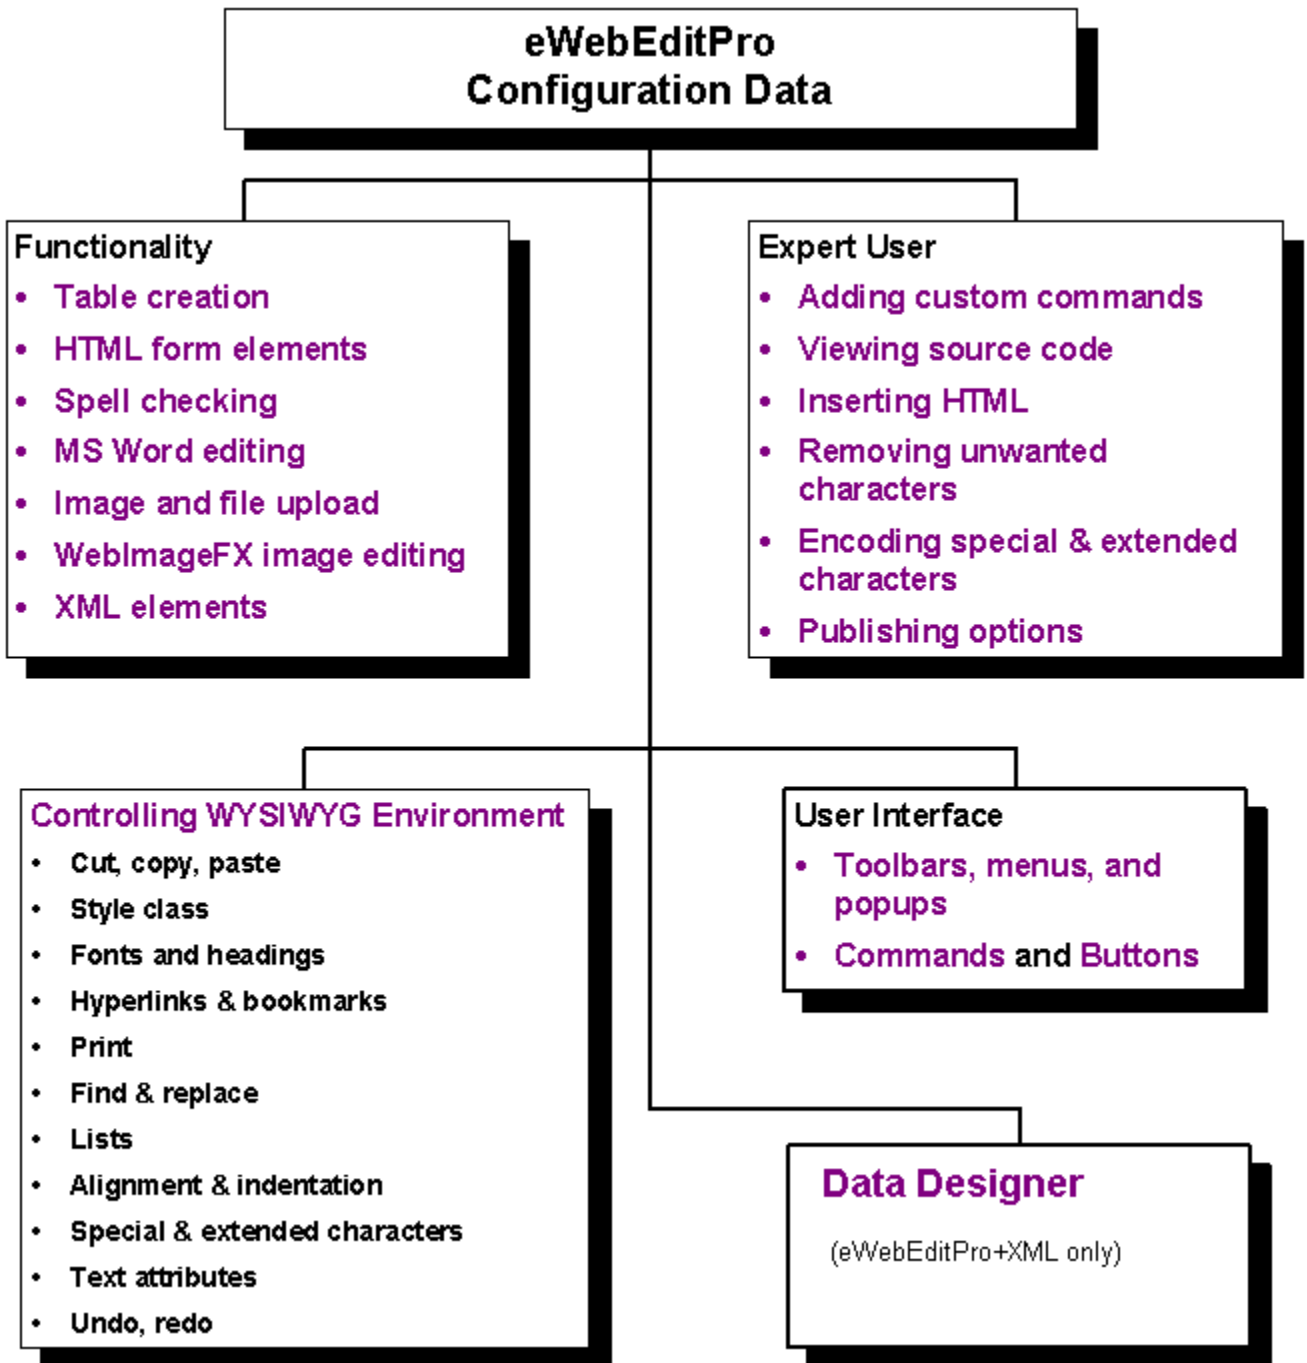 eWebEditPro
Configuration Data
Functionality
• Table creation
• HTML form elements
• Spell checking
• MS Word editing
• Image and file upload
• WebImageFX image editing
• XML elements
Expert User
• Adding custom commands
• Viewing source code
• Inserting HTML
• Removing unwanted
characters
• Encoding special & extended
characters
• Publishing options
Controlling WYSIWYG Environment
• Cut, copy, paste
• Style class
• Fonts and headings
• Hyperlinks & bookmarks
• Print
• Find & replace
• Lists
• Alignment & indentation
• Special & extended characters
• Text attributes
• Undo, redo
User Interface
• Toolbars, menus, and
popups
• Commands and Buttons
Data Designer
(eWebEditPro+XML only)